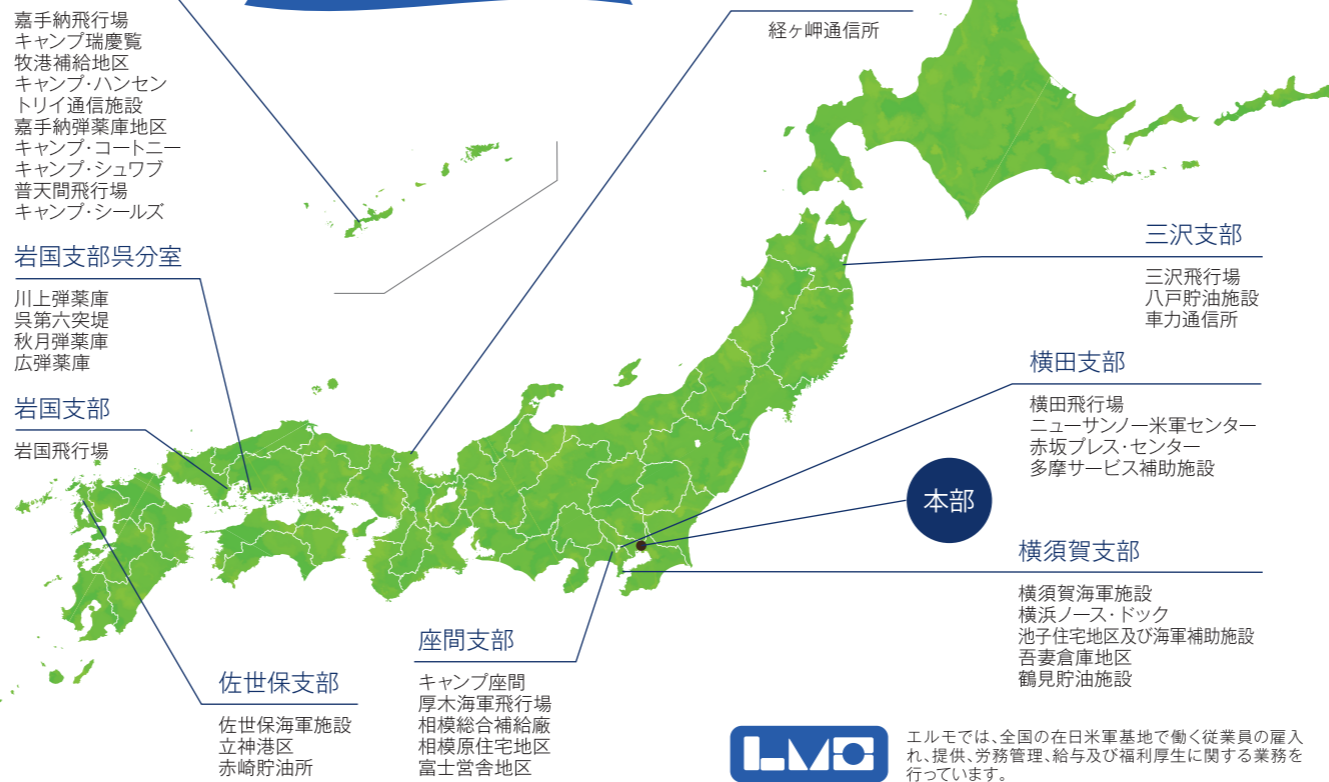 嘉手納飛行場
キャンプ瑞慶覧
牧港補給地区
キャンプ・ハンセン
トリイ通信施設
嘉手納弾薬庫地区
キャンプ・コートニー
キャンプ・シュワブ
普天間飛行場
キャンプ・シールズ
経ヶ岬通信所
岩国支部呉分室
川上弾薬庫
呉第六突堤
秋月弾薬庫
広弾薬庫
岩国支部
岩国飛行場
三沢支部
三沢飛行場
八戸貯油施設
車力通信所
横田支部
横田飛行場
ニューサンノー米軍センター
赤坂プレス・センター
多摩サービス補助施設
本部
横須賀支部
横須賀海軍施設
横浜ノース・ドック
池子住宅地区及び海軍補助施設
吾妻倉庫地区
鶴見貯油施設
座間支部
キャンプ座間
厚木海軍飛行場
相模総合補給廠
相模原住宅地区
富士営舎地区
佐世保支部
佐世保海軍施設
立神港区
赤崎貯油所
LMO
エルモでは、全国の在日米軍基地で働く従業員の雇入
れ、提供、労務管理、給与及び福利厚生に関する業務を
行っています。